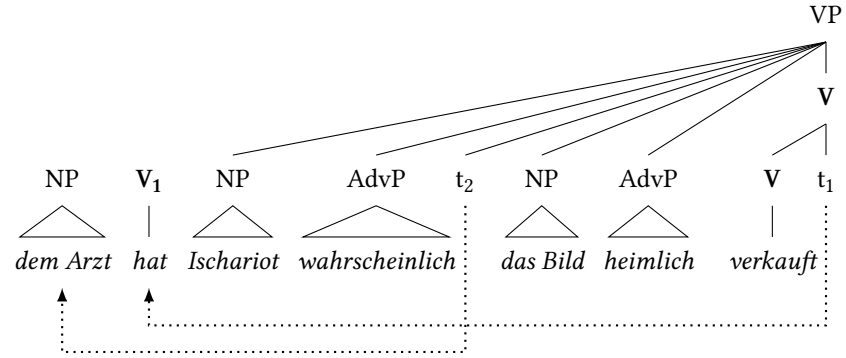 VP
V
NP V₁ NP AdvP t₂ NP AdvP V t₁
dem Arzt hat Ischariot wahrscheinlich das Bild heimlich verkauft